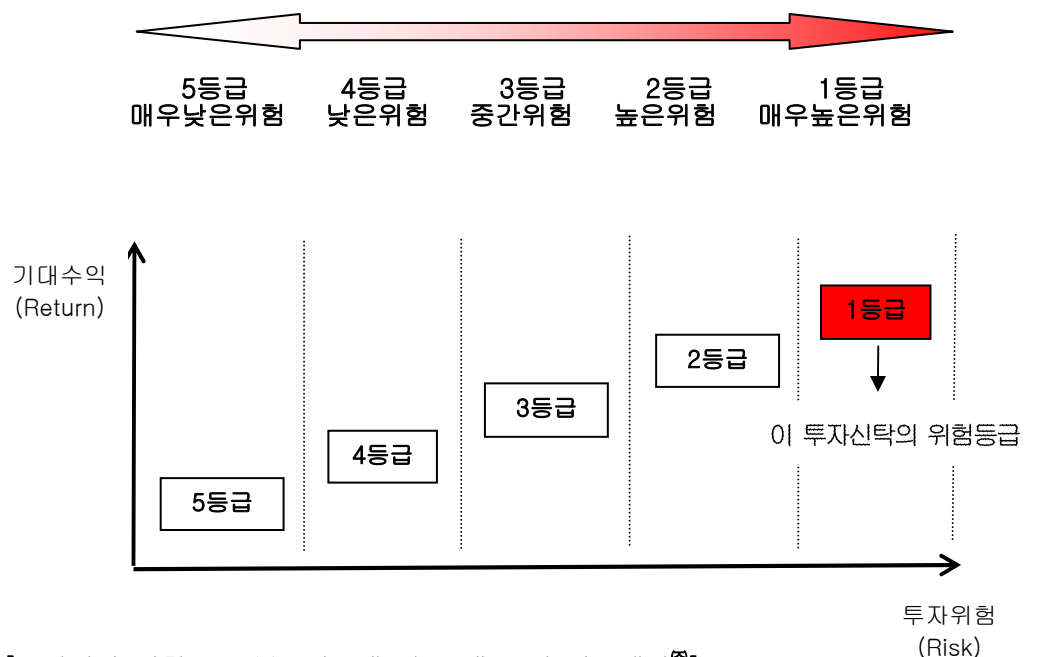 5등급 4등급 3등급 2등급 1등급
매우낮은위험 낮은위험 중간위험 높은위험 매우높은위험
기대수익
(Return)
1등급
2등급
3등급
이 투자신탁의 위험등급
4등급
5등급
투자위험
(Risk)